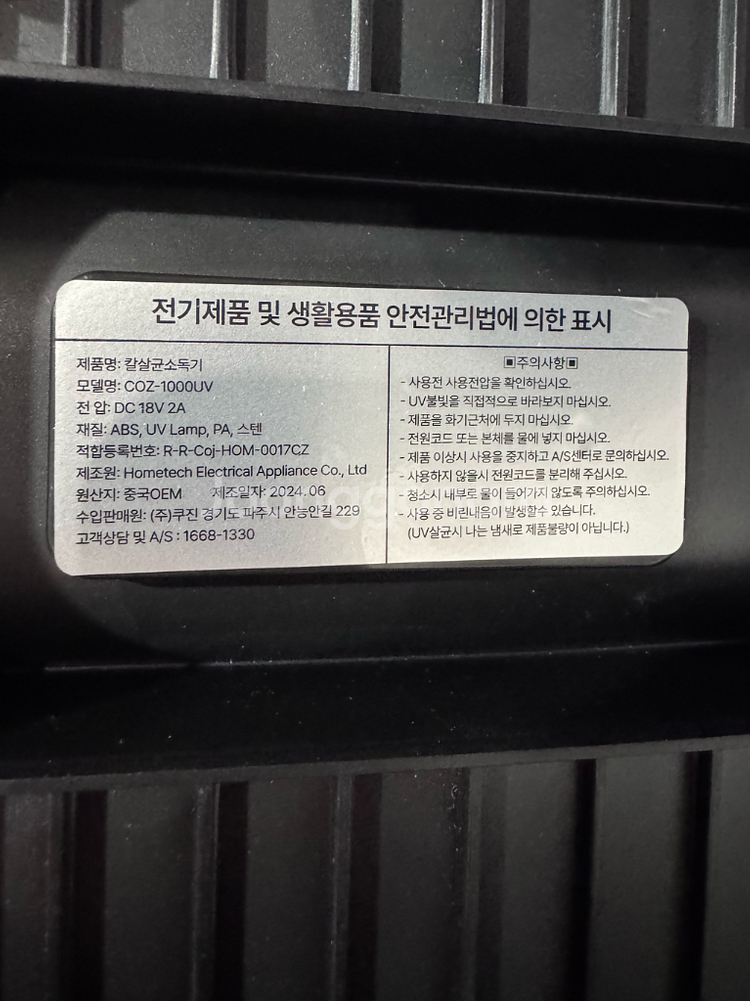 전기제품 및 생활용품 안전관리법에 의한 표시
제품명: 칼살균소독기
모델명: COZ-1000UV
전 압: DC 18V 2A
재질: ABS, UV Lamp, PA, 스텐
적합등록번호: R-R-Coj-HOM-0017CZ
제조원: Hometech Electrical Appliance Co., Ltd
원산지: 중국OEM 제조일자: 2024.06
수입판매원: (주)쿠진 경기도 파주시 안능안길 229
고객상담 및 A/S : 1668-1330
▣주의사항▣
- 사용전 사용전압을 확인하십시오.
- UV불빛을 직접적으로 바라보지 마십시오.
- 제품을 화기근처에 두지 마십시오.
- 전원코드 또는 본체를 물에 넣지 마십시오.
- 제품 이상시 사용을 중지하고 A/S센터로 문의하십시오.
- 사용하지 않을시 전원코드를 분리해 주십시오.
- 청소시 내부로 물이 들어가지 않도록 주의하십시오.
- 사용 중 비린내음이 발생할수 있습니다.
(UV살균시 나는 냄새로 제품불량이 아닙니다.)